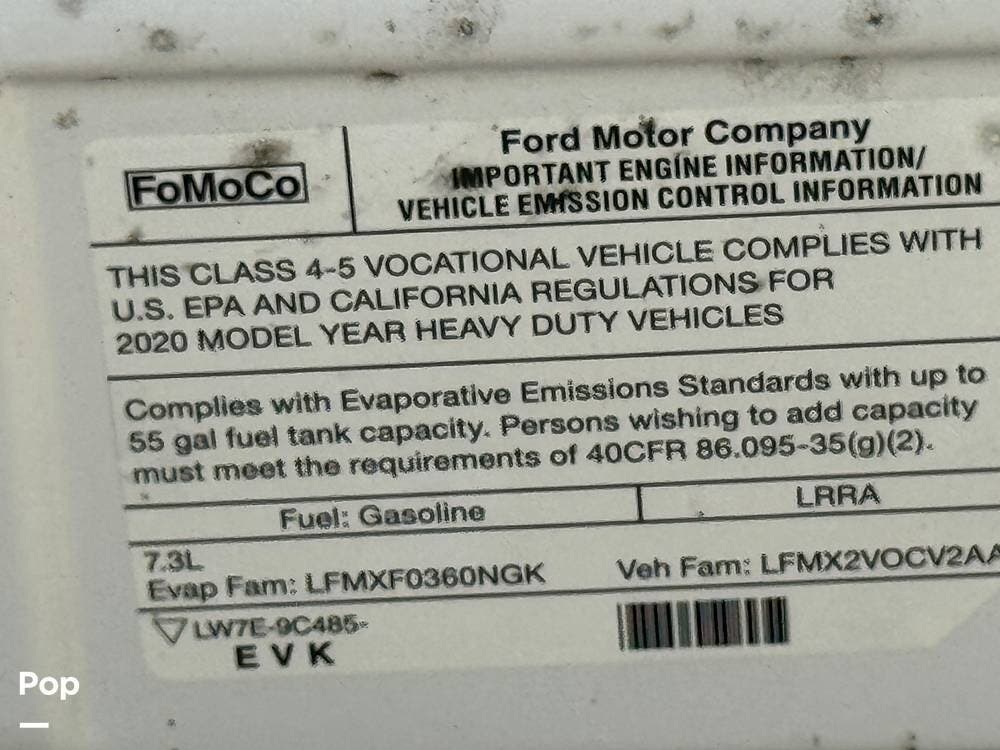 FoMoCo
Ford Motor Company
IMPORTANT ENGINE INFORMATION/
VEHICLE EMISSION CONTROL INFORMATION
THIS CLASS 4-5 VOCATIONAL VEHICLE COMPLIES WITH
U.S. EPA AND CALIFORNIA REGULATIONS FOR
2020 MODEL YEAR HEAVY DUTY VEHICLES
Complies with Evaporative Emissions Standards with up to
55 gal fuel tank capacity. Persons wishing to add capacity
must meet the requirements of 40CFR 86.095-35(g)(2).
Fuel: Gasoline
LRRA
7.3L
Evap Fam: LFMXF0360NGK
Veh Fam: LFMX2VOCV2AA
LW7E-9C485-
E V K
Pop